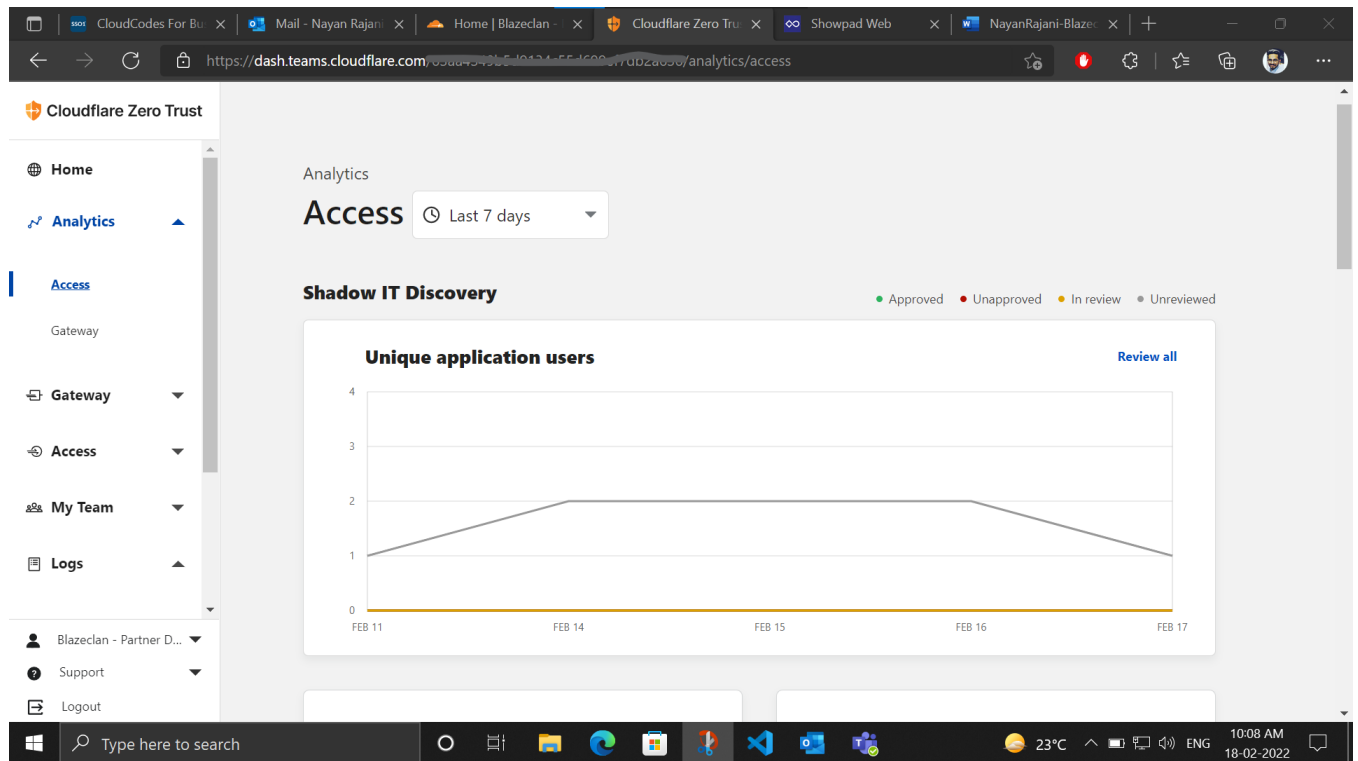 CloudCodes For Bu
Mail - Nayan Rajani
Home | Blazeclan -
Cloudflare Zero Tru
Showpad Web
NayanRajani-Blazec
https://dash.teams.cloudflare.com/
/analytics/access
Cloudflare Zero Trust
Home
Analytics
Access
Gateway
Gateway
Access
My Team
Logs
Blazeclan - Partner D...
Support
Logout
Analytics
Access
Last 7 days
Shadow IT Discovery
Approved
Unapproved
In review
Unreviewed
Unique application users
Review all
4
3
2
1
0
FEB 11
FEB 14
FEB 15
FEB 16
FEB 17
Type here to search
23°C
ENG
10:08 AM
18-02-2022